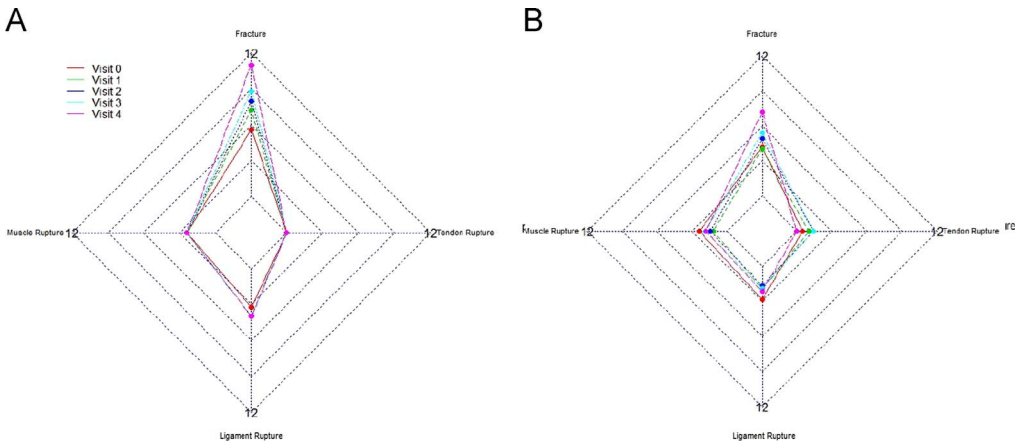 A
B
Fracture
Fracture
12
12
Visit 0
Visit 1
Visit 2
Visit 3
Visit 4
Muscle Rupture 12
12 Tendon Rupture
r Muscle Rupture 12
12 Tendon Rupture
ire
12
12
Ligament Rupture
Ligament Rupture